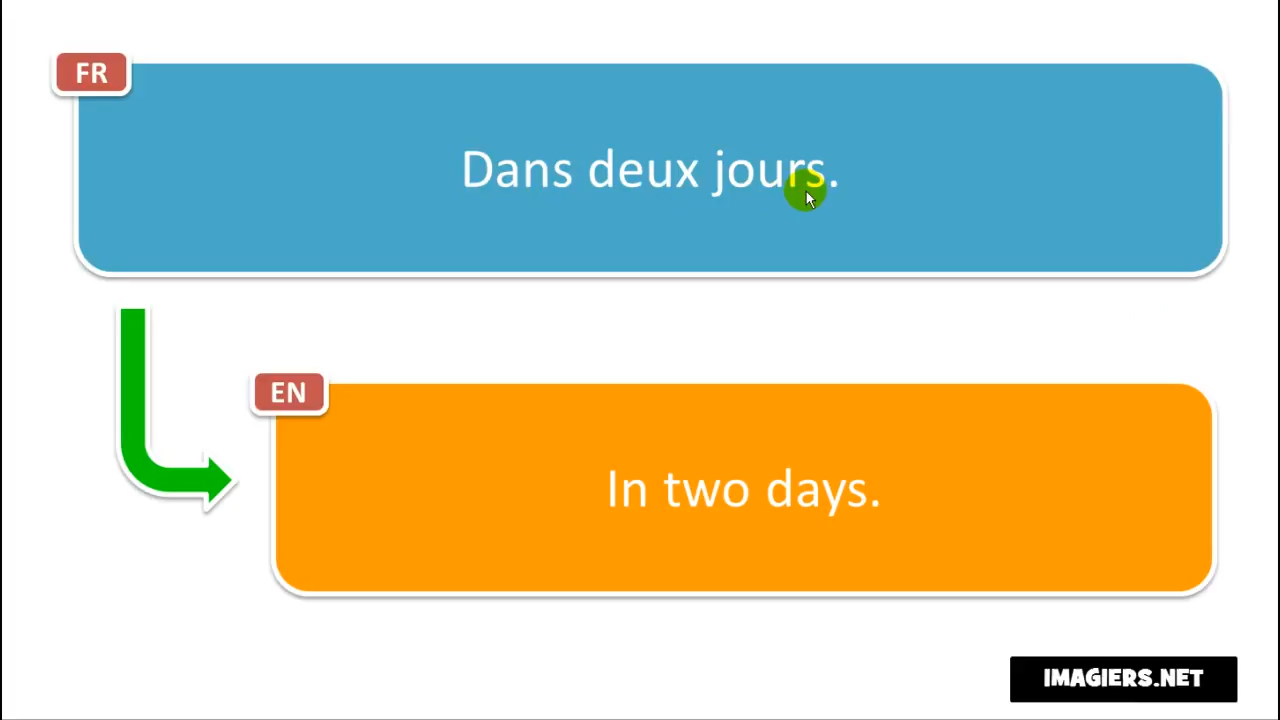 FR
Dans deux jours.
EN
In two days.
IMAGIERS.NET